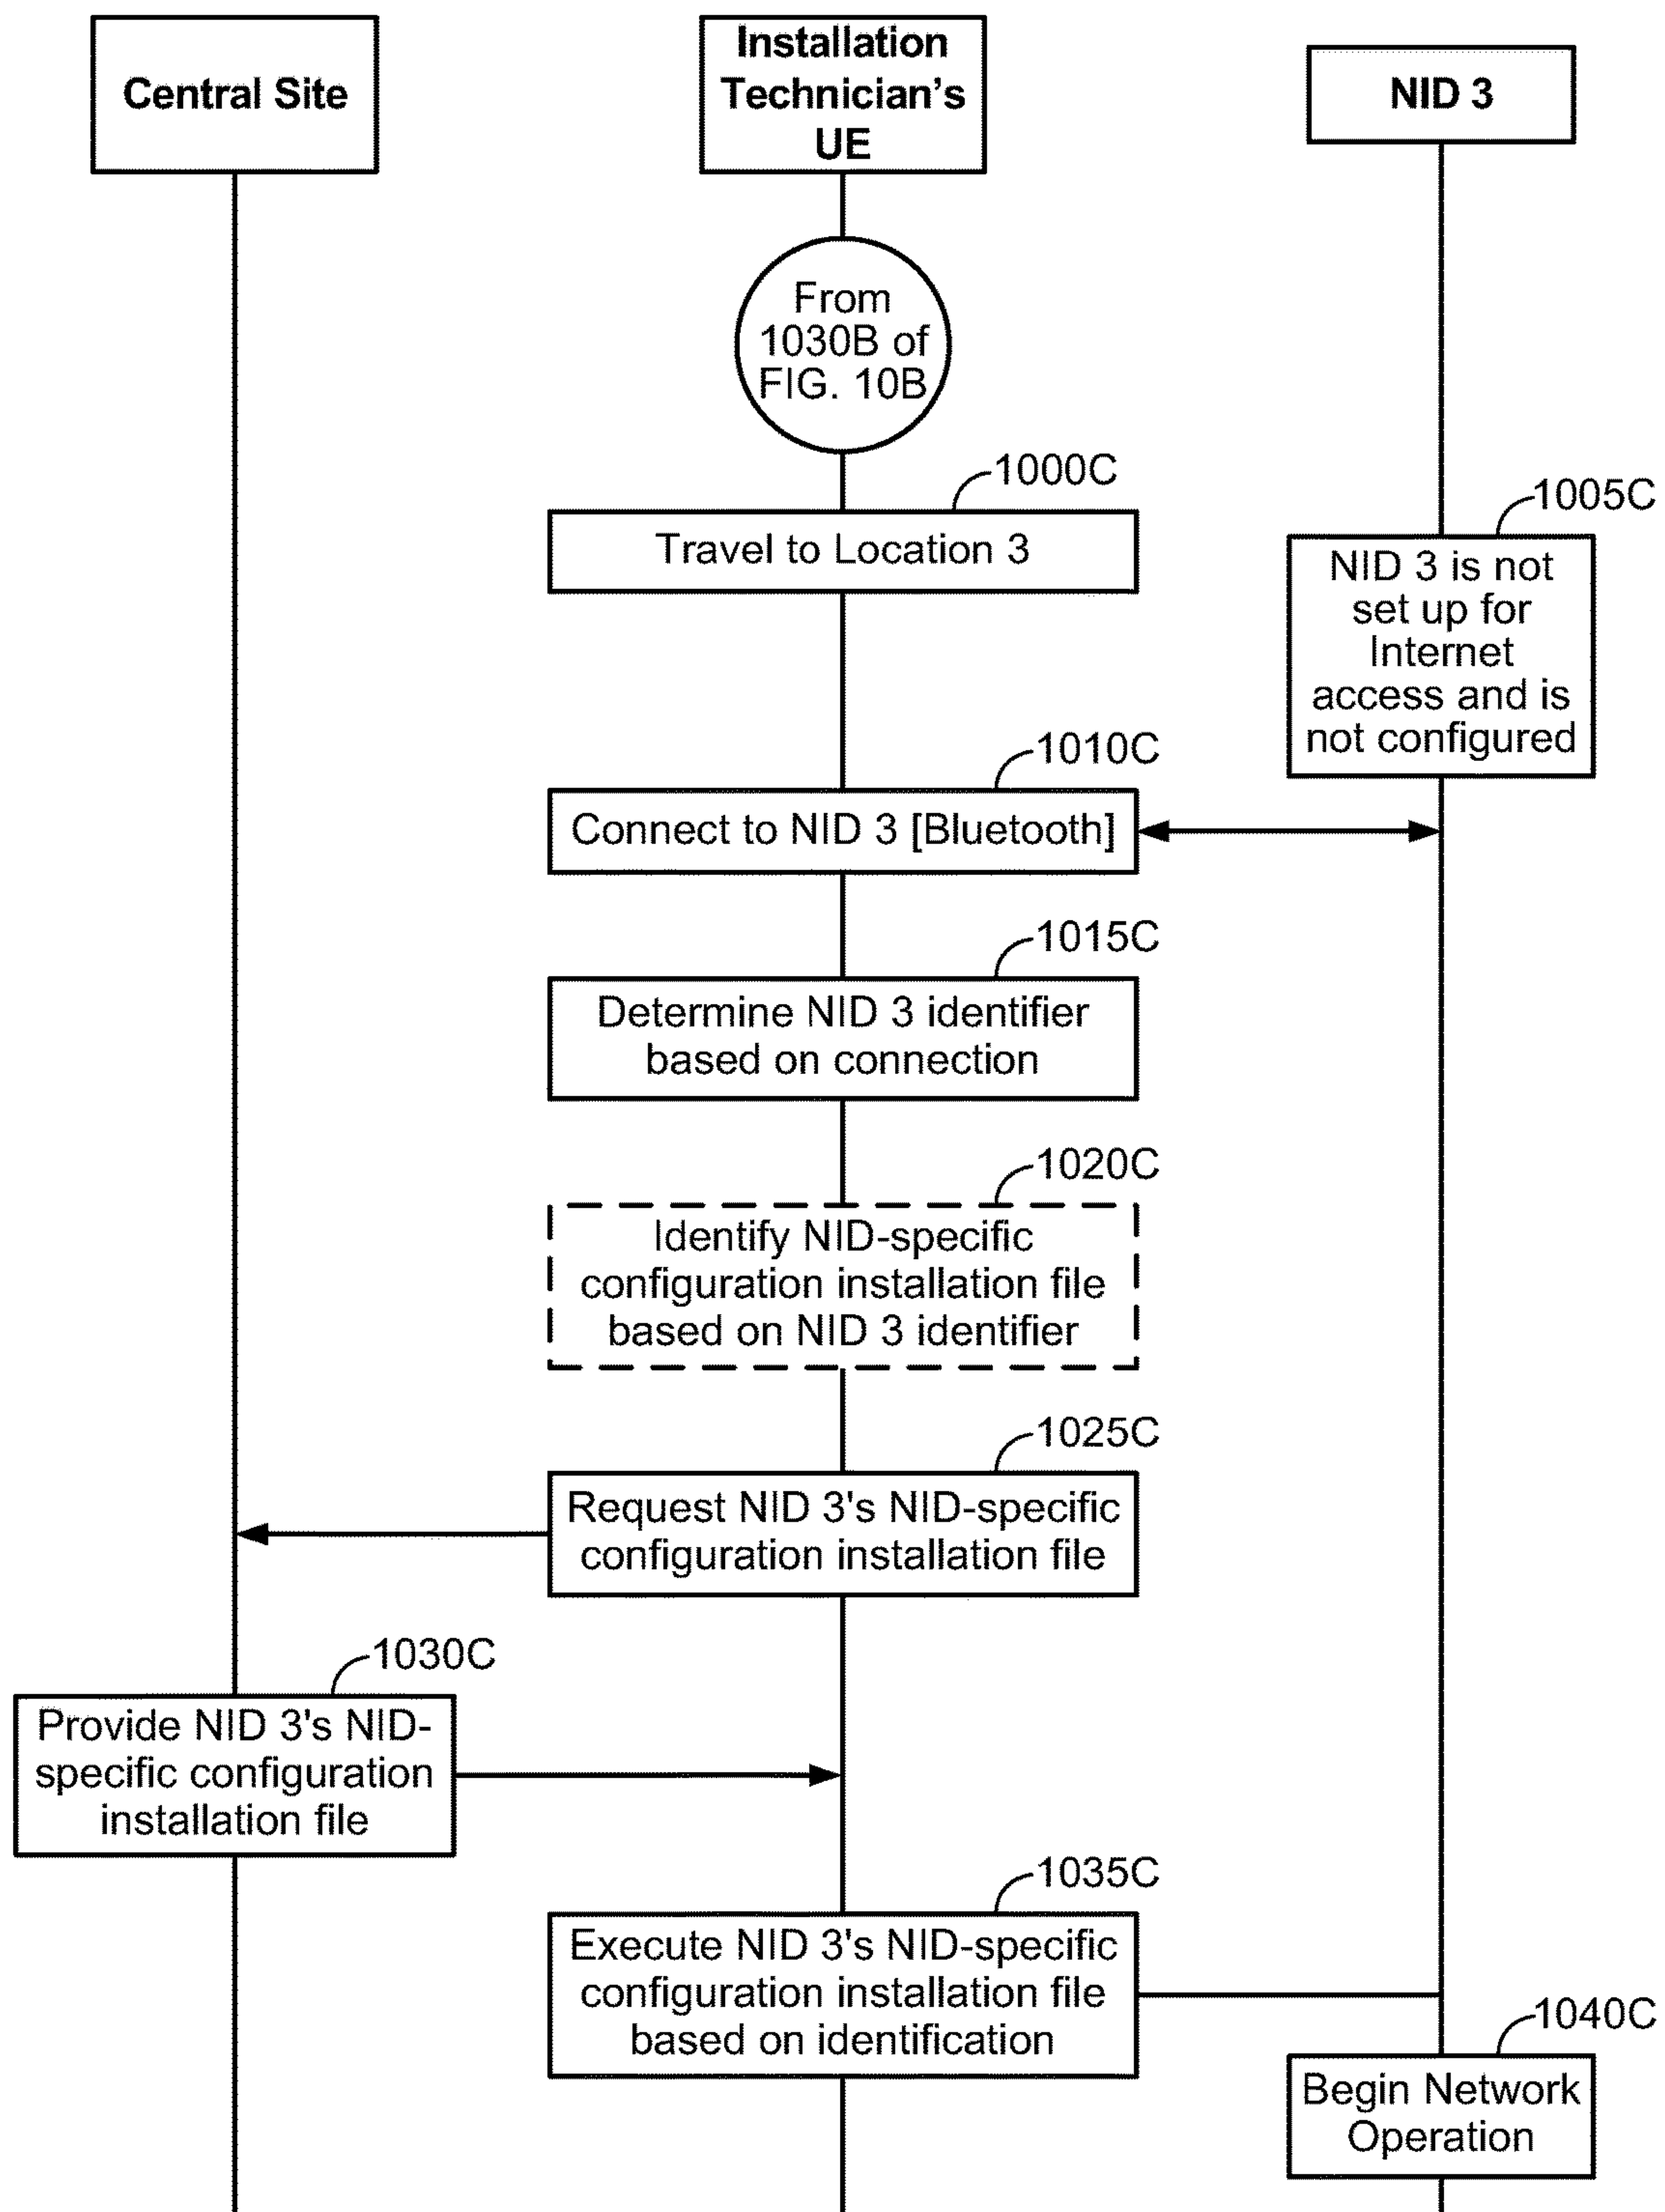 Central Site
Installation
Technician's
UE
NID 3
From
1030B of
FIG. 10B
1000C
Travel to Location 3
1005C
NID 3 is not
set up for
Internet
access and is
not configured
1010C
Connect to NID 3 [Bluetooth]
1015C
Determine NID 3 identifier
based on connection
1020C
Identify NID-specific
configuration installation file
based on NID 3 identifier
1025C
Request NID 3's NID-specific
configuration installation file
1030C
Provide NID 3's NID-
specific configuration
installation file
1035C
Execute NID 3's NID-specific
configuration installation file
based on identification
1040C
Begin Network
Operation